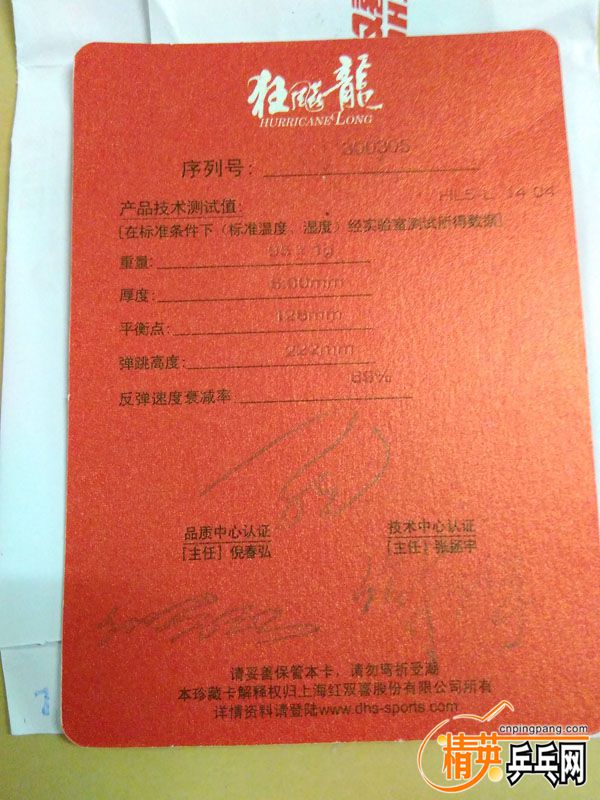 狂飚龍
HURRICANE LONG
序列号:
产品技术测试值:
[在标准条件下（标准温度、湿度）经实验室测试所得数据]
重量:
厚度: 6.00mm
平衡点: 126mm
弹跳高度: 222mm
反弹速度衰减率:
品质中心认证
[主任] 倪春弘
技术中心认证
[主任] 张拯宇
请妥善保管本卡，请勿弯折受潮
本珍藏卡解释权归上海红双喜股份有限公司所有
详情资料请登陆www.dhs-sports.com
cnpingpang.com
精英乒乓网